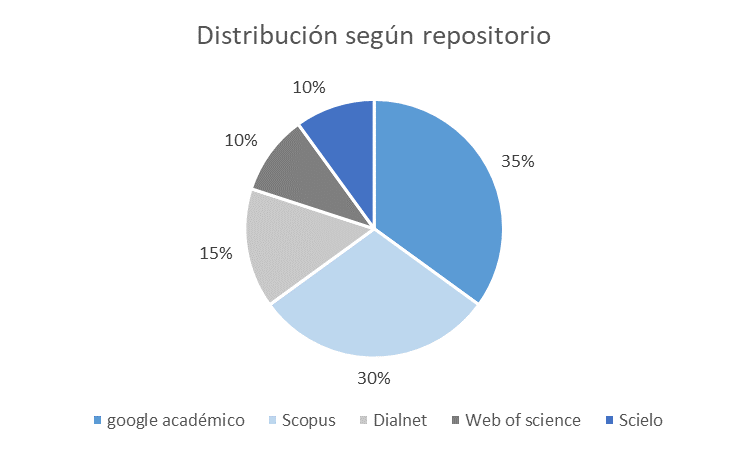 Distribución según repositorio
10%
35%
10%
15%
30%
google académico Scopus Dialnet Web of science Scielo